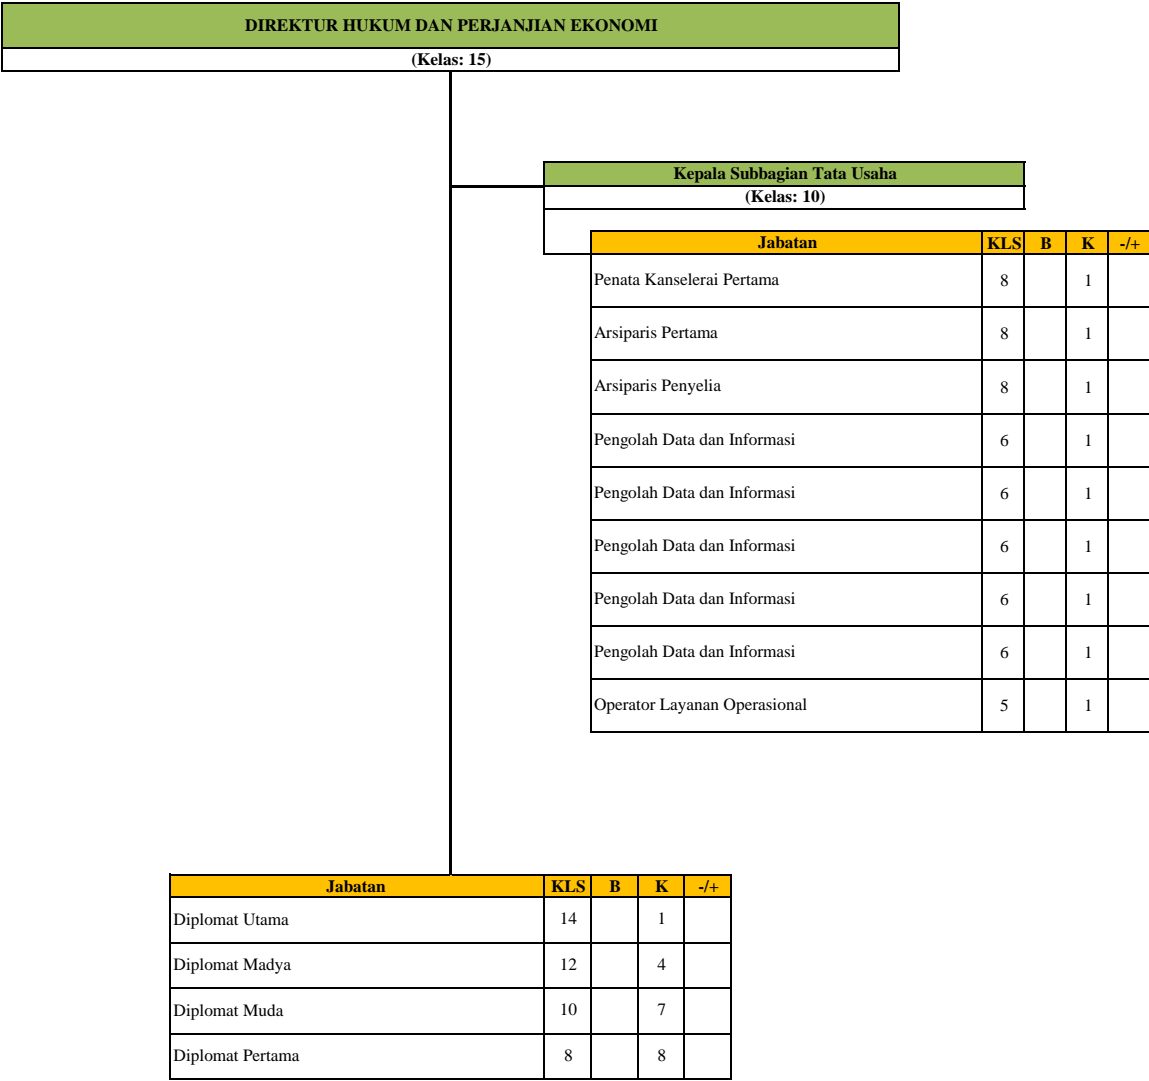 DIREKTUR HUKUM DAN PERJANJIAN EKONOMI
(Kelas: 15)
Kepala Subbagian Tata Usaha
(Kelas: 10)
Jabatan KLS B K -/+
Penata Kanselerai Pertama 8 1
Arsiparis Pertama 8 1
Arsiparis Penyelia 8 1
Pengolah Data dan Informasi 6 1
Pengolah Data dan Informasi 6 1
Pengolah Data dan Informasi 6 1
Pengolah Data dan Informasi 6 1
Pengolah Data dan Informasi 6 1
Operator Layanan Operasional 5 1
Jabatan KLS B K -/+
Diplomat Utama 14 1
Diplomat Madya 12 4
Diplomat Muda 10 7
Diplomat Pertama 8 8